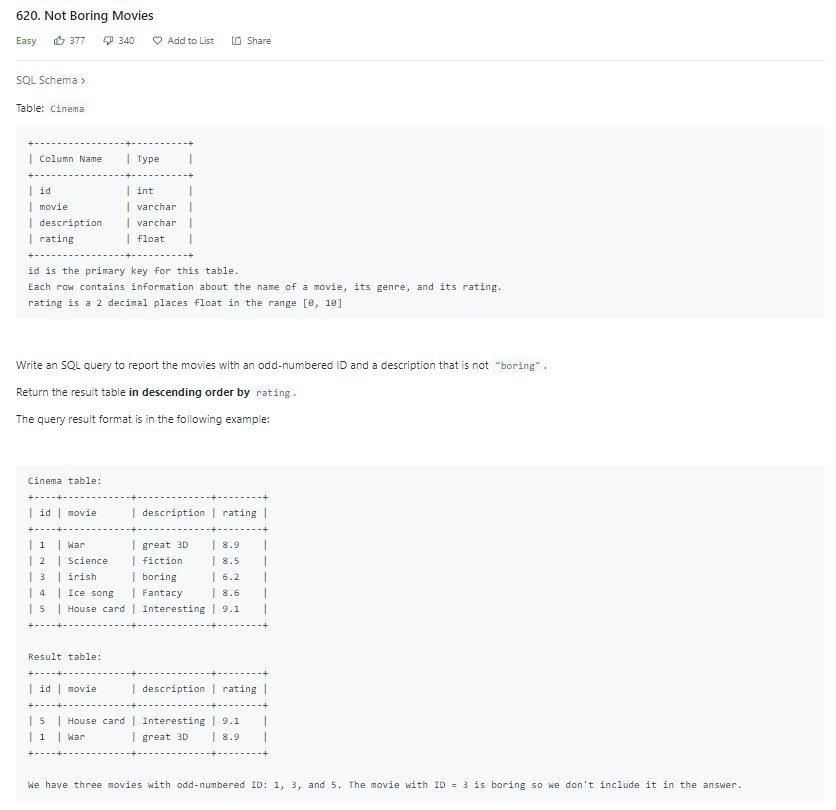 620. Not Boring Movies
Easy 377 340 Add to List Share
SQL Schema >
Table: Cinema
+----------------+----------+
| Column Name    | Type     |
+----------------+----------+
| id             | int      |
| movie          | varchar  |
| description    | varchar  |
| rating         | float    |
+----------------+----------+
id is the primary key for this table.
Each row contains information about the name of a movie, its genre, and its rating.
rating is a 2 decimal places float in the range [0, 10]
Write an SQL query to report the movies with an odd-numbered ID and a description that is not "boring".
Return the result table in descending order by rating.
The query result format is in the following example:
Cinema table:
+----+------------+-------------+--------+
| id | movie      | description | rating |
+----+------------+-------------+--------+
| 1  | War        | great 3D    | 8.9    |
| 2  | Science    | fiction     | 8.5    |
| 3  | irish      | boring      | 6.2    |
| 4  | Ice song   | Fantacy     | 8.6    |
| 5  | House card | Interesting | 9.1    |
+----+------------+-------------+--------+
Result table:
+----+------------+-------------+--------+
| id | movie      | description | rating |
+----+------------+-------------+--------+
| 5  | House card | Interesting | 9.1    |
| 1  | War        | great 3D    | 8.9    |
+----+------------+-------------+--------+
We have three movies with odd-numbered ID: 1, 3, and 5. The movie with ID = 3 is boring so we don't include it in the answer.